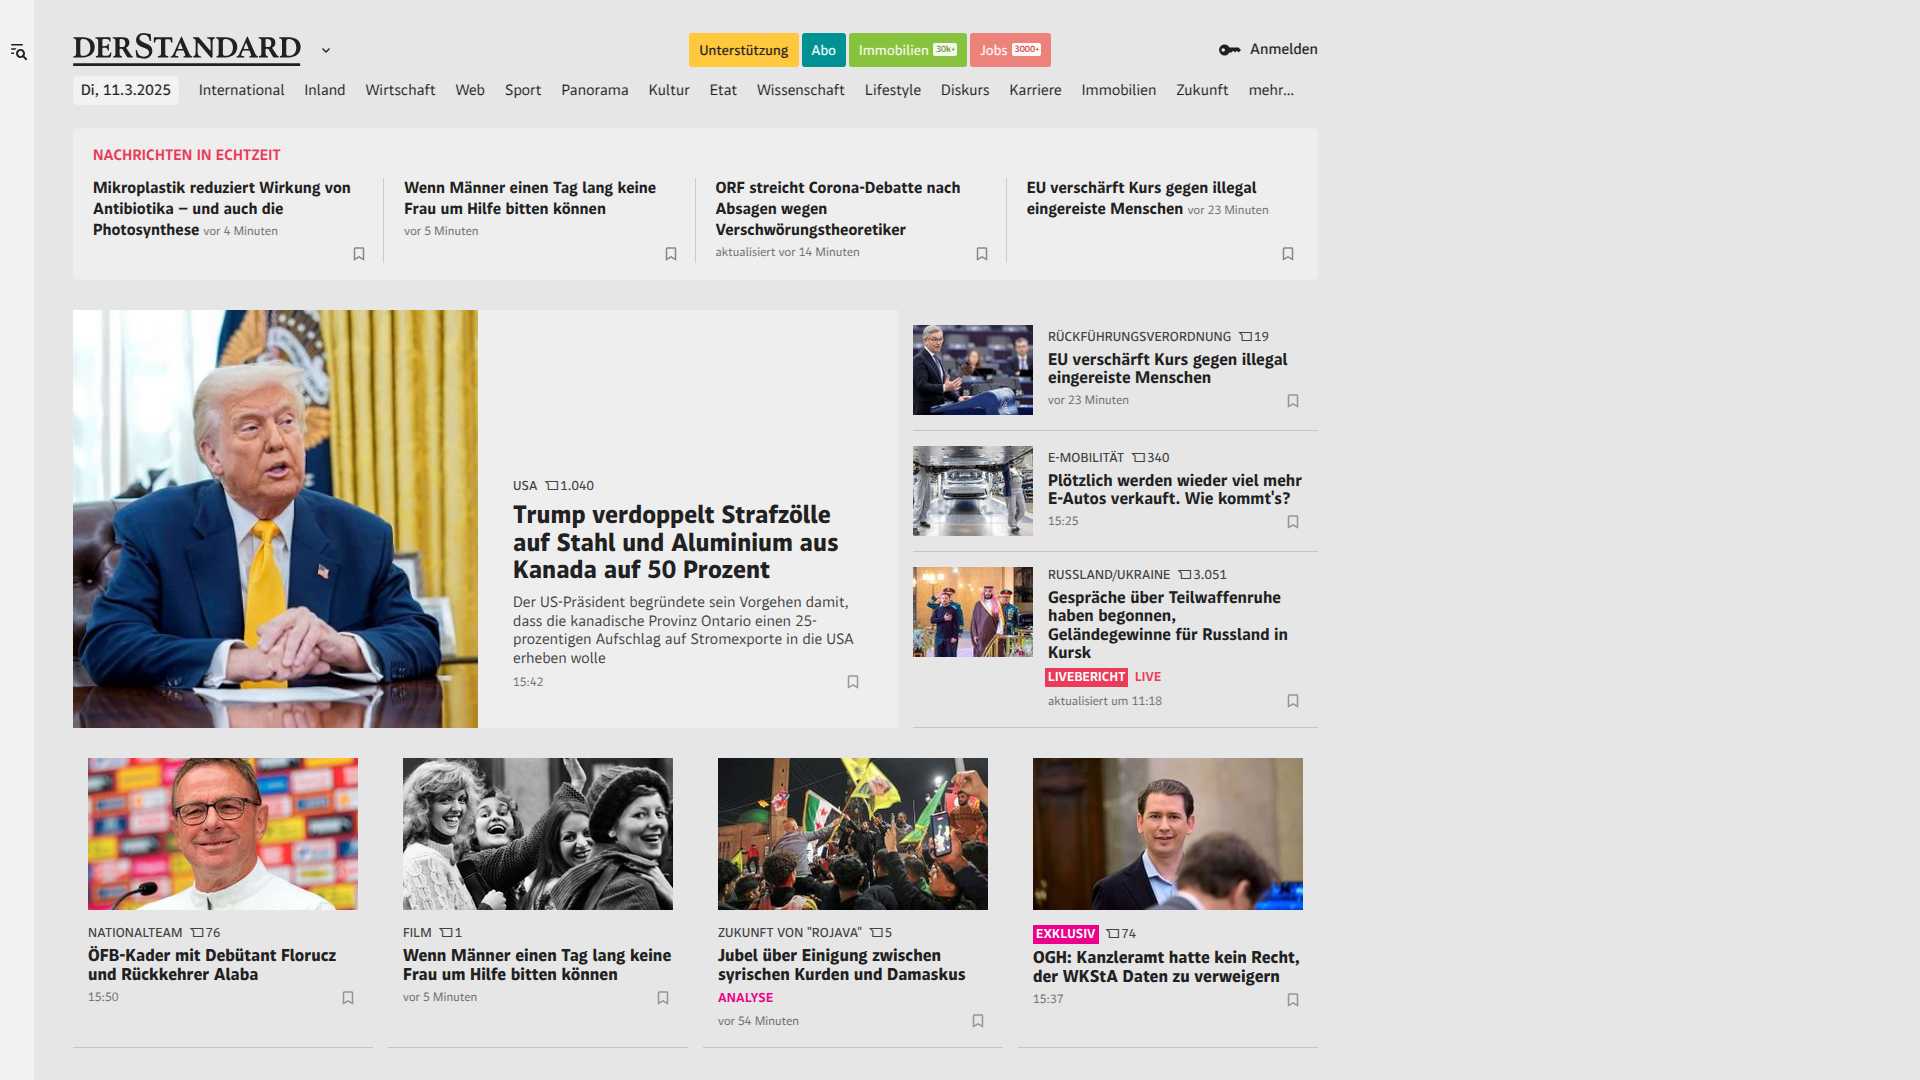 DERSTANDARD
Unterstützung
Abo
Immobilien 30k+
Jobs 3000+
Anmelden
Di, 11.3.2025
International
Inland
Wirtschaft
Web
Sport
Panorama
Kultur
Etat
Wissenschaft
Lifestyle
Diskurs
Karriere
Immobilien
Zukunft
mehr...
NACHRICHTEN IN ECHTZEIT
Mikroplastik reduziert Wirkung von
Antibiotika – und auch die
Photosynthese vor 4 Minuten
Wenn Männer einen Tag lang keine
Frau um Hilfe bitten können
vor 5 Minuten
ORF streicht Corona-Debatte nach
Absagen wegen
Verschwörungstheoretiker
aktualisiert vor 14 Minuten
EU verschärft Kurs gegen illegal
eingereiste Menschen vor 23 Minuten
USA 1.040
Trump verdoppelt Strafzölle
auf Stahl und Aluminium aus
Kanada auf 50 Prozent
Der US-Präsident begründete sein Vorgehen damit,
dass die kanadische Provinz Ontario einen 25-
prozentigen Aufschlag auf Stromexporte in die USA
erheben wolle
15:42
RÜCKFÜHRUNGSVERORDNUNG 19
EU verschärft Kurs gegen illegal
eingereiste Menschen
vor 23 Minuten
E-MOBILITÄT 340
Plötzlich werden wieder viel mehr
E-Autos verkauft. Wie kommt's?
15:25
RUSSLAND/UKRAINE 3.051
Gespräche über Teilwaffenruhe
haben begonnen,
Geländegewinne für Russland in
Kursk
LIVEBERICHT LIVE
aktualisiert um 11:18
NATIONALTEAM 76
ÖFB-Kader mit Debütant Florucz
und Rückkehrer Alaba
15:50
FILM 1
Wenn Männer einen Tag lang keine
Frau um Hilfe bitten können
vor 5 Minuten
ZUKUNFT VON "ROJAVA" 5
Jubel über Einigung zwischen
syrischen Kurden und Damaskus
ANALYSE
vor 54 Minuten
EXKLUSIV 74
OGH: Kanzleramt hatte kein Recht,
der WKStA Daten zu verweigern
15:37